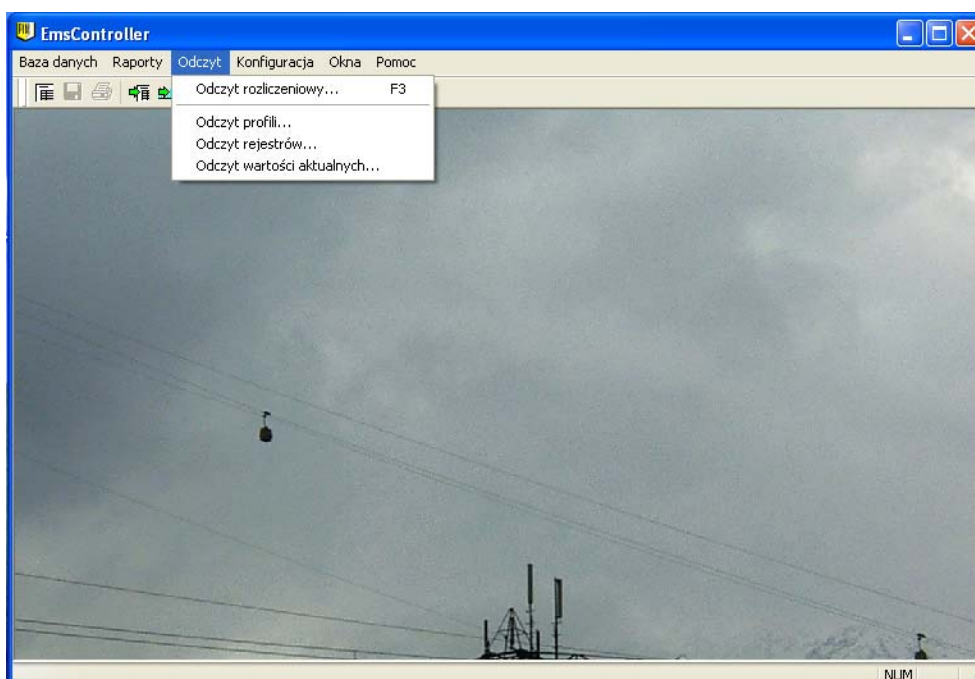 EmsController
Baza danych Raporty Odczyt Konfiguracja Okna Pomoc
Odczyt rozliczeniowy... F3
Odczyt profili...
Odczyt rejestrów...
Odczyt wartości aktualnych...
NUM